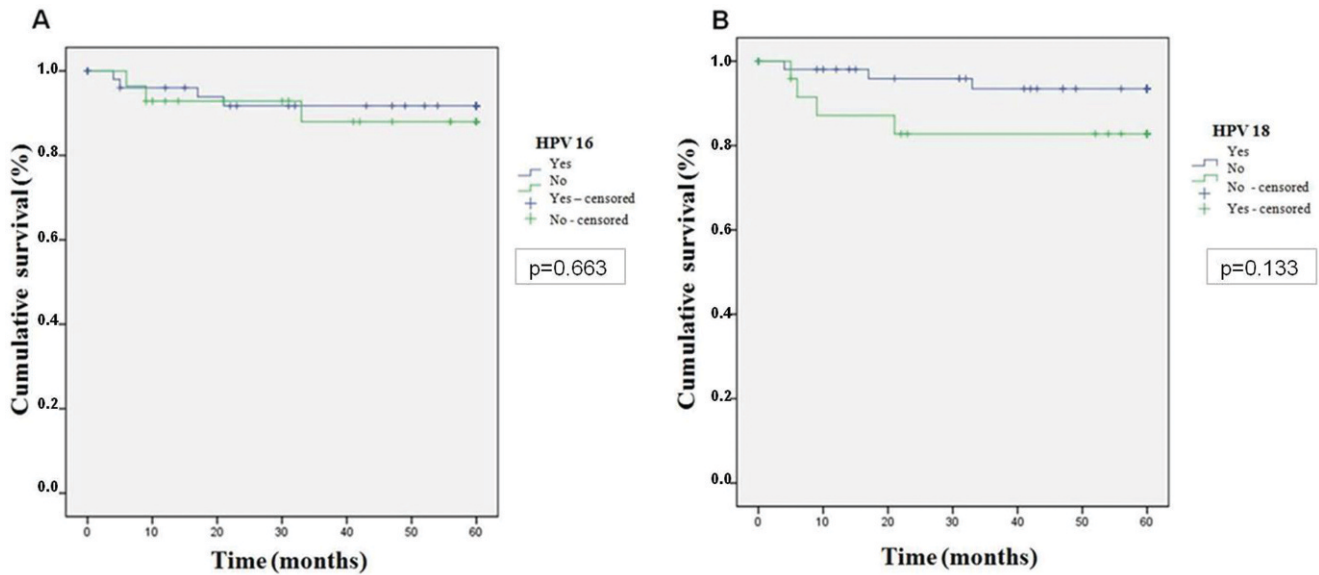 A
Cumulative survival (%)
1.0
0.8
0.6
0.4
0.2
0.0
0 10 20 30 40 50 60
Time (months)
HPV 16
Yes
No
Yes – censored
No - censored
p=0.663
B
Cumulative survival (%)
1.0
0.8
0.6
0.4
0.2
0.0
0 10 20 30 40 50 60
Time (months)
HPV 18
Yes
No
No - censored
Yes - censored
p=0.133